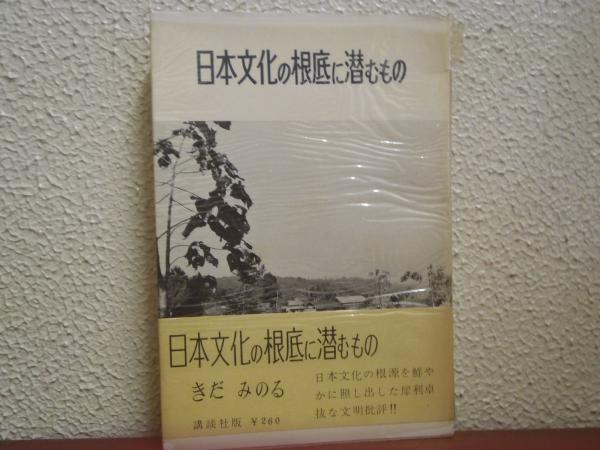 日本文化の根底に潜むもの
日本文化の根底に潜むもの
きだ みのる
講談社版 ¥260
日本文化の根源を鮮や
かに照し出した犀利卓
抜な文明批評!!